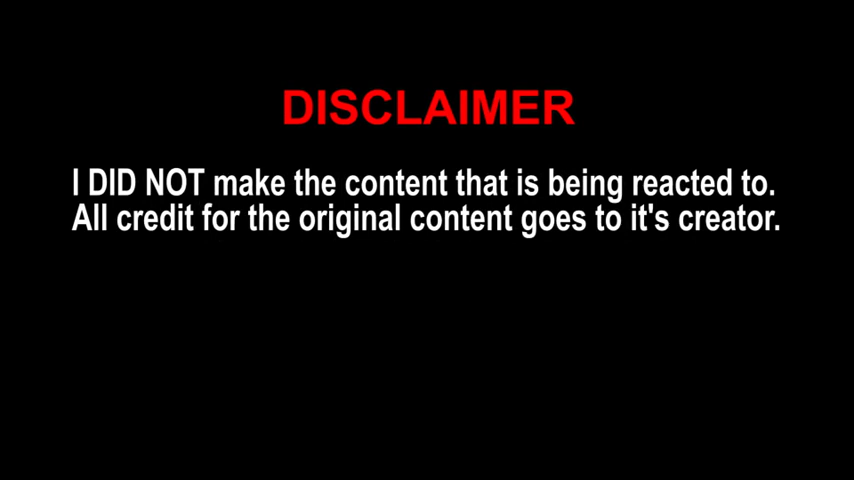 DISCLAIMER
I DID NOT make the content that is being reacted to.
All credit for the original content goes to it's creator.